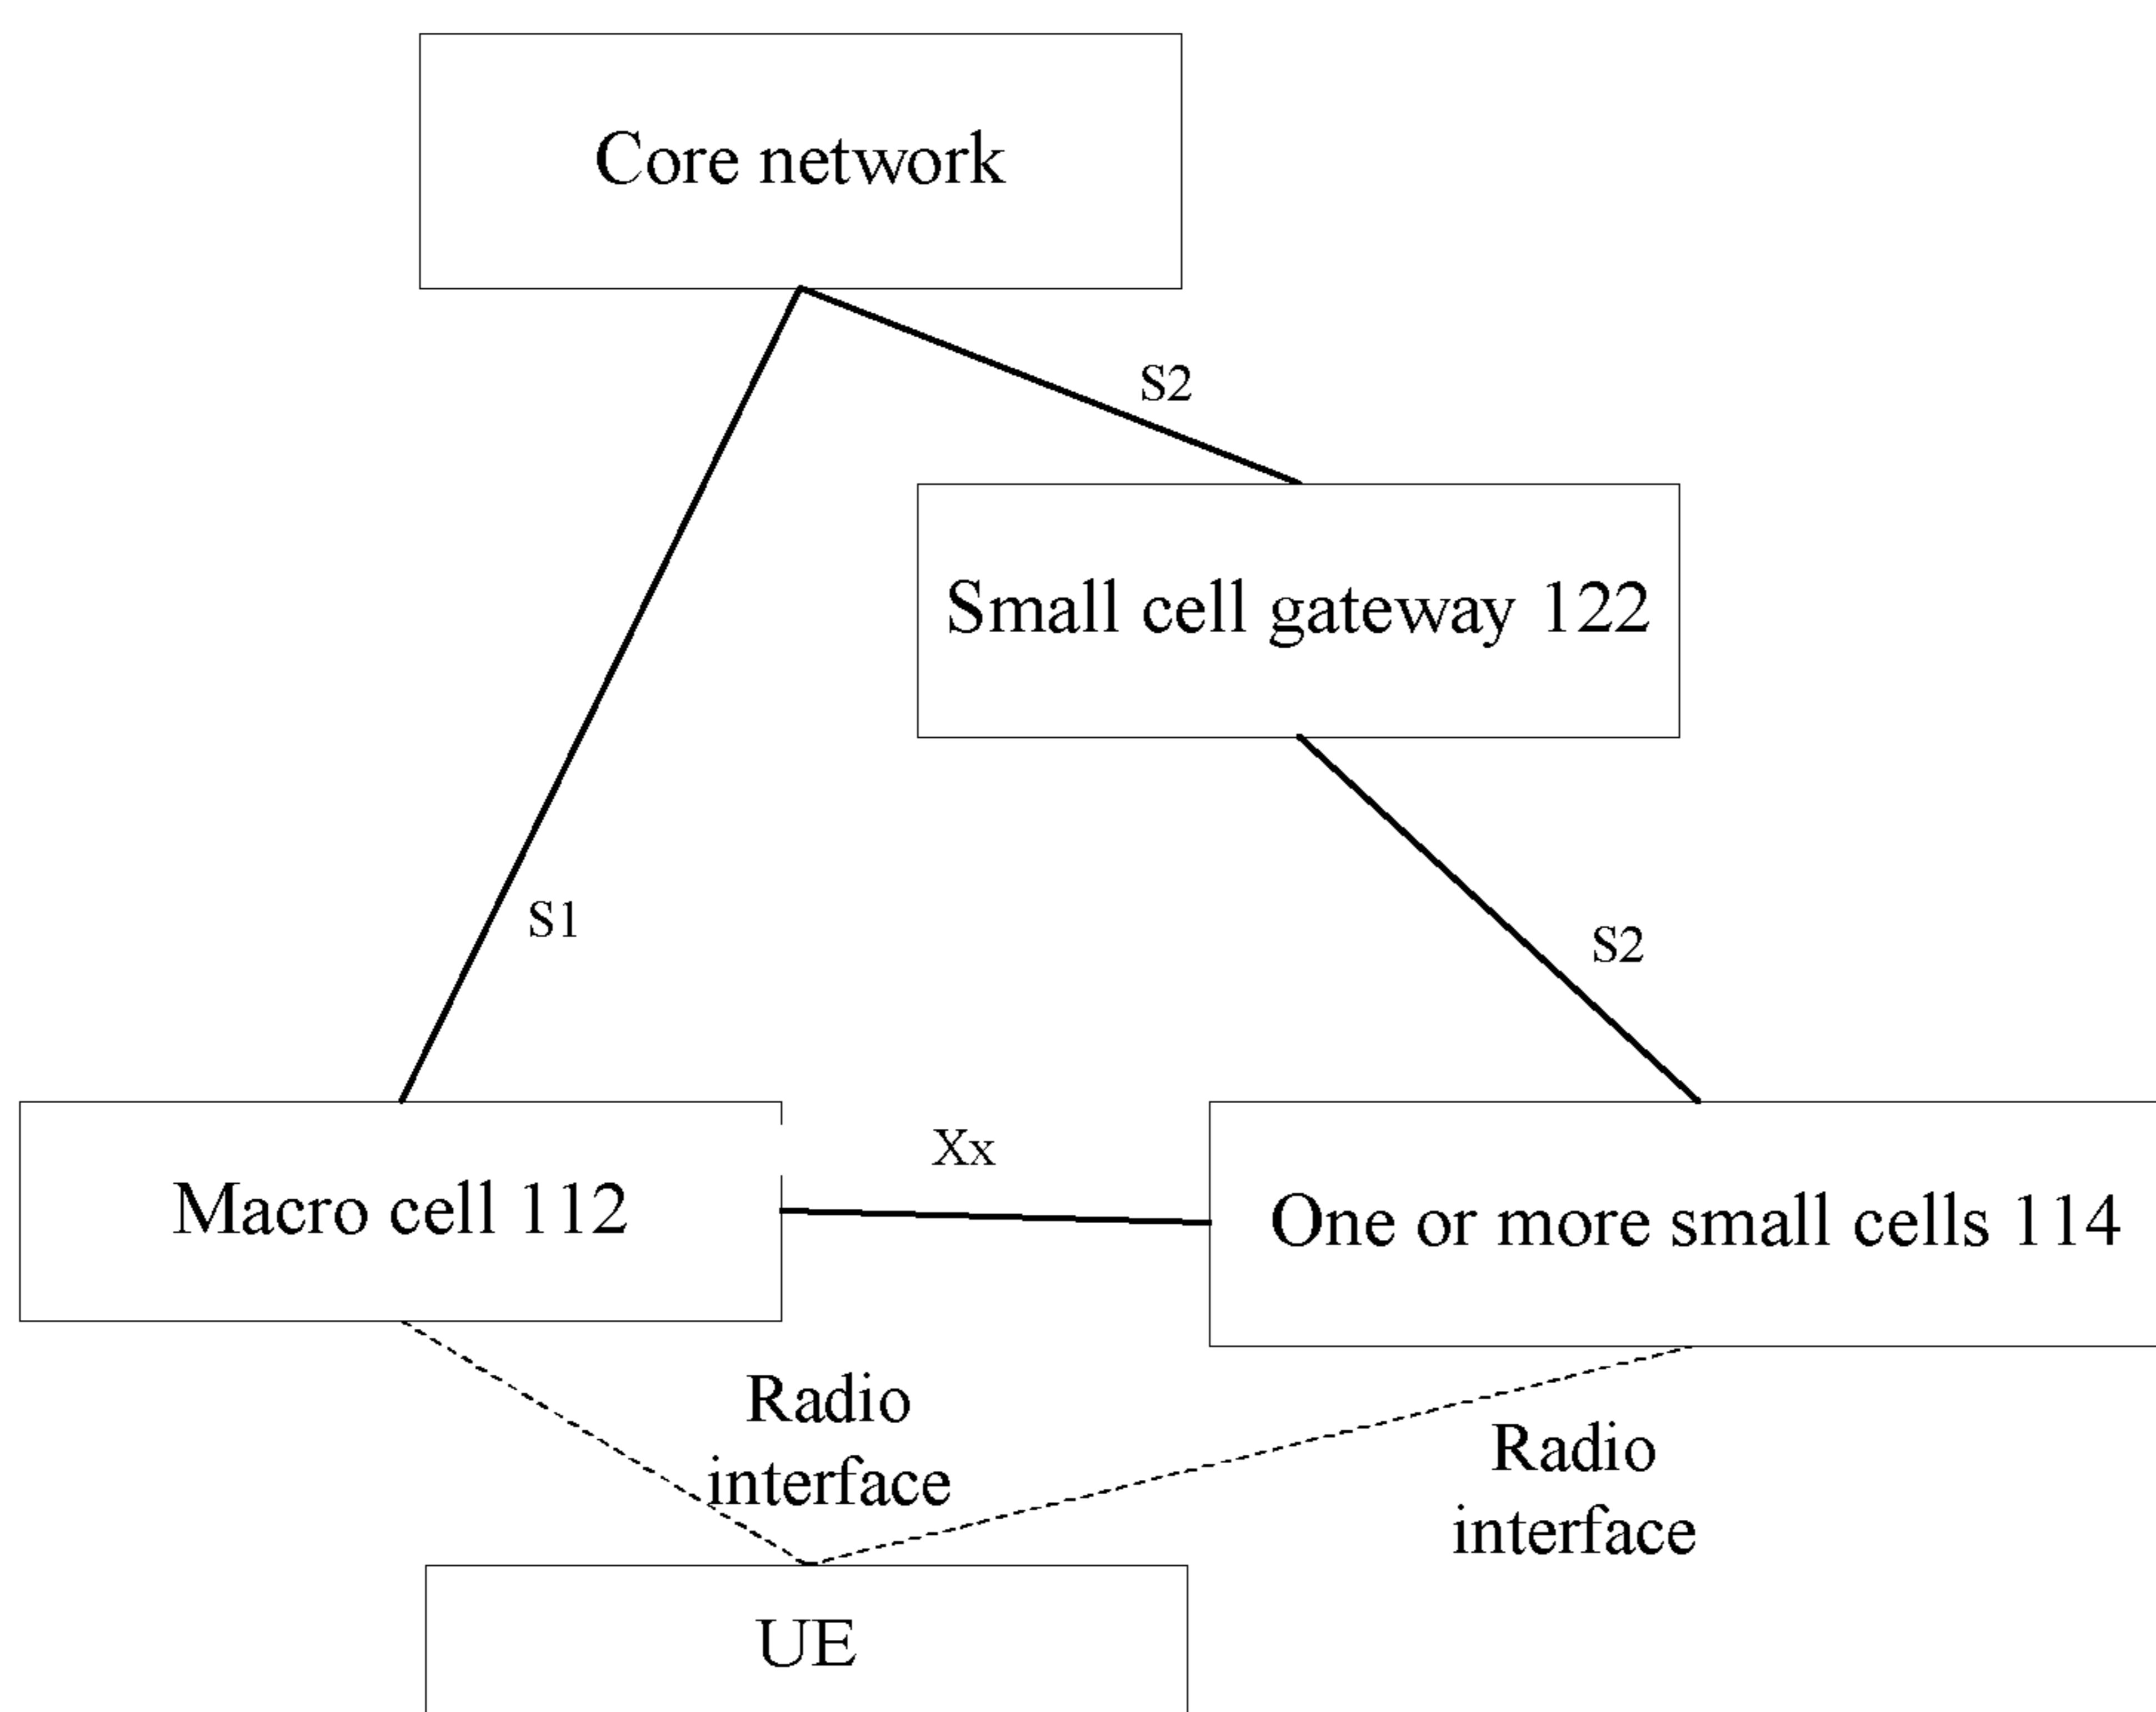 Core network
S2
Small cell gateway 122
S1
S2
Xx
Macro cell 112
One or more small cells 114
Radio
interface
Radio
interface
UE